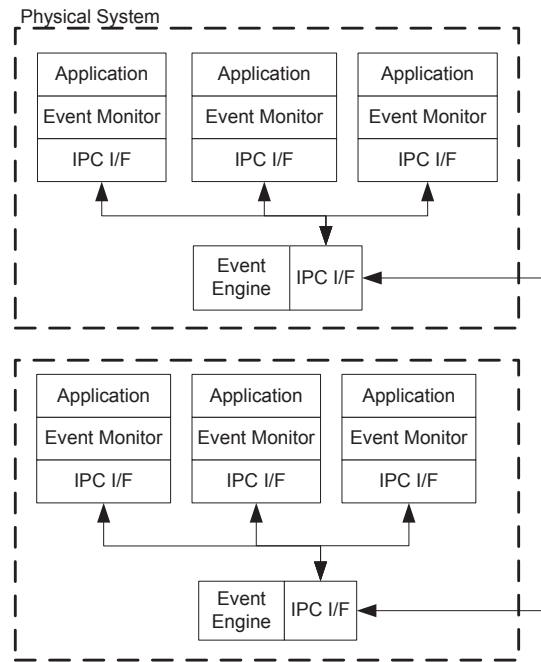 Physical System
Application
Event Monitor
IPC I/F
Application
Event Monitor
IPC I/F
Application
Event Monitor
IPC I/F
Event
Engine
IPC I/F
Application
Event Monitor
IPC I/F
Application
Event Monitor
IPC I/F
Application
Event Monitor
IPC I/F
Event
Engine
IPC I/F